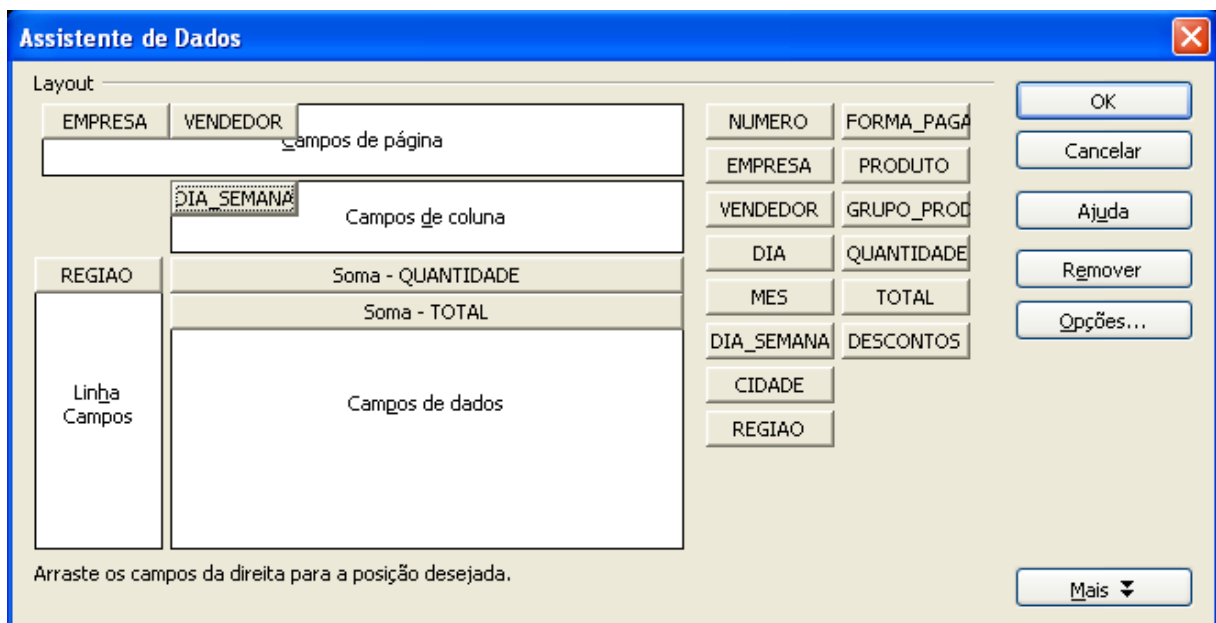 Assistente de Dados
Layout
EMPRESA VENDEDOR
Campos de página
DIA_SEMANA
Campos de coluna
REGIAO
Soma - QUANTIDADE
Soma - TOTAL
Linha
Campos
Campos de dados
NUMERO FORMA_PAGA
EMPRESA PRODUTO
VENDEDOR GRUPO_PROD
DIA QUANTIDADE
MES TOTAL
DIA_SEMANA DESCONTOS
CIDADE
REGIAO
OK
Cancelar
Ajuda
Remover
Opções...
Arraste os campos da direita para a posição desejada.
Mais